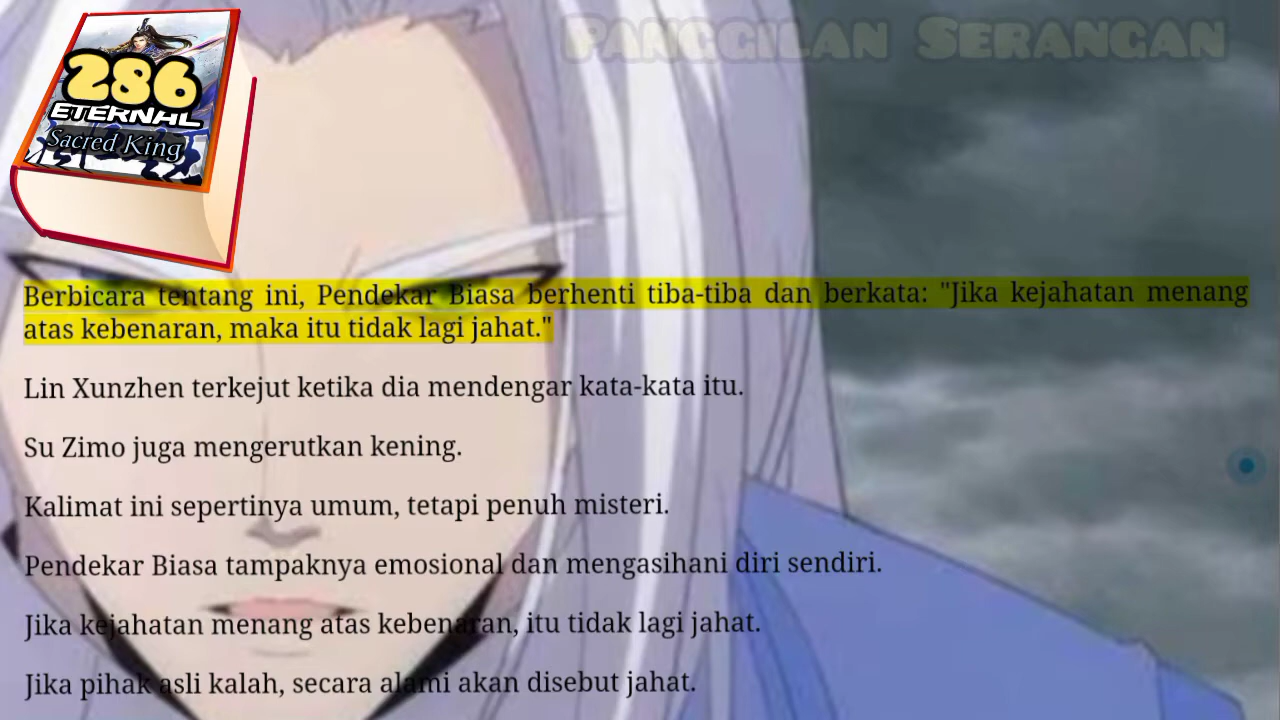 Panggilan Serangan
286
ETERNAL
Sacred King
Berbicara tentang ini, Pendekar Biasa berhenti tiba-tiba dan berkata: "Jika kejahatan menang
atas kebenaran, maka itu tidak lagi jahat."
Lin Xunzhen terkejut ketika dia mendengar kata-kata itu.
Su Zimo juga mengerutkan kening.
Kalimat ini sepertinya umum, tetapi penuh misteri.
Pendekar Biasa tampaknya emosional dan mengasihani diri sendiri.
Jika kejahatan menang atas kebenaran, itu tidak lagi jahat.
Jika pihak asli kalah, secara alami akan disebut jahat.